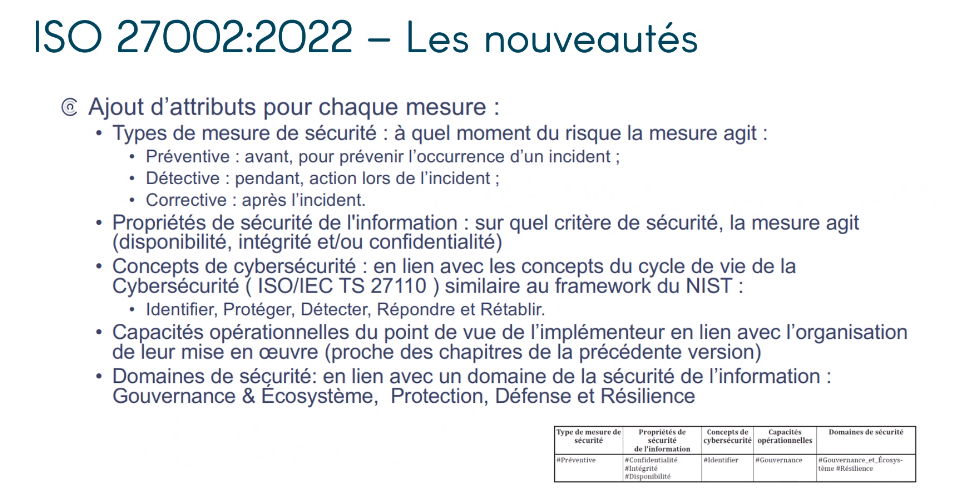 ISO 27002:2022 – Les nouveautés
Ajout d’attributs pour chaque mesure :
• Types de mesure de sécurité : à quel moment du risque la mesure agit :
• Préventive : avant, pour prévenir l’occurrence d’un incident ;
• Détective : pendant, action lors de l’incident ;
• Corrective : après l’incident.
• Propriétés de sécurité de l'information : sur quel critère de sécurité, la mesure agit
(disponibilité, intégrité et/ou confidentialité)
• Concepts de cybersécurité : en lien avec les concepts du cycle de vie de la
Cybersécurité ( ISO/IEC TS 27110 ) similaire au framework du NIST :
• Identifier, Protéger, Détecter, Répondre et Rétablir.
• Capacités opérationnelles du point de vue de l’implémenteur en lien avec l’organisation
de leur mise en œuvre (proche des chapitres de la précédente version)
• Domaines de sécurité: en lien avec un domaine de la sécurité de l’information :
Gouvernance & Écosystème, Protection, Défense et Résilience
Type de mesure de sécurité | Propriétés de sécurité de l'information | Concepts de cybersécurité | Capacités opérationnelles | Domaines de sécurité
#Préventive | #Confidentialité #Intégrité #Disponibilité | #Identifier | #Gouvernance | #Gouvernance_et_Écosys-tème #Résilience